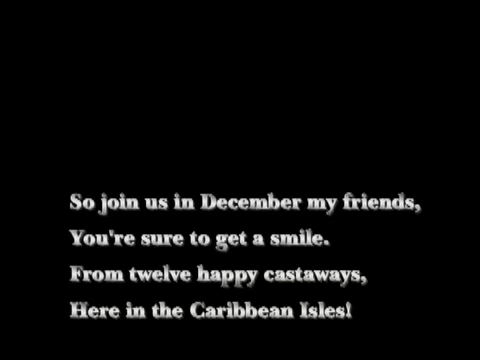 So join us in December my friends,
You're sure to get a smile.
From twelve happy castaways,
Here in the Caribbean Isles!